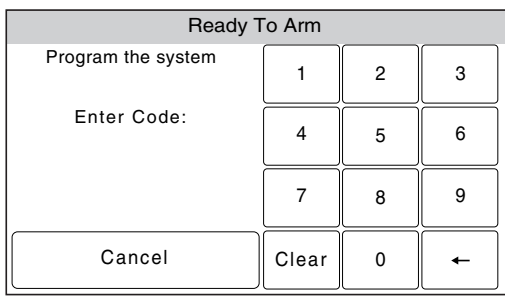 Ready To Arm
Program the system
1 2 3
Enter Code:
4 5 6
7 8 9
Cancel Clear 0 ←